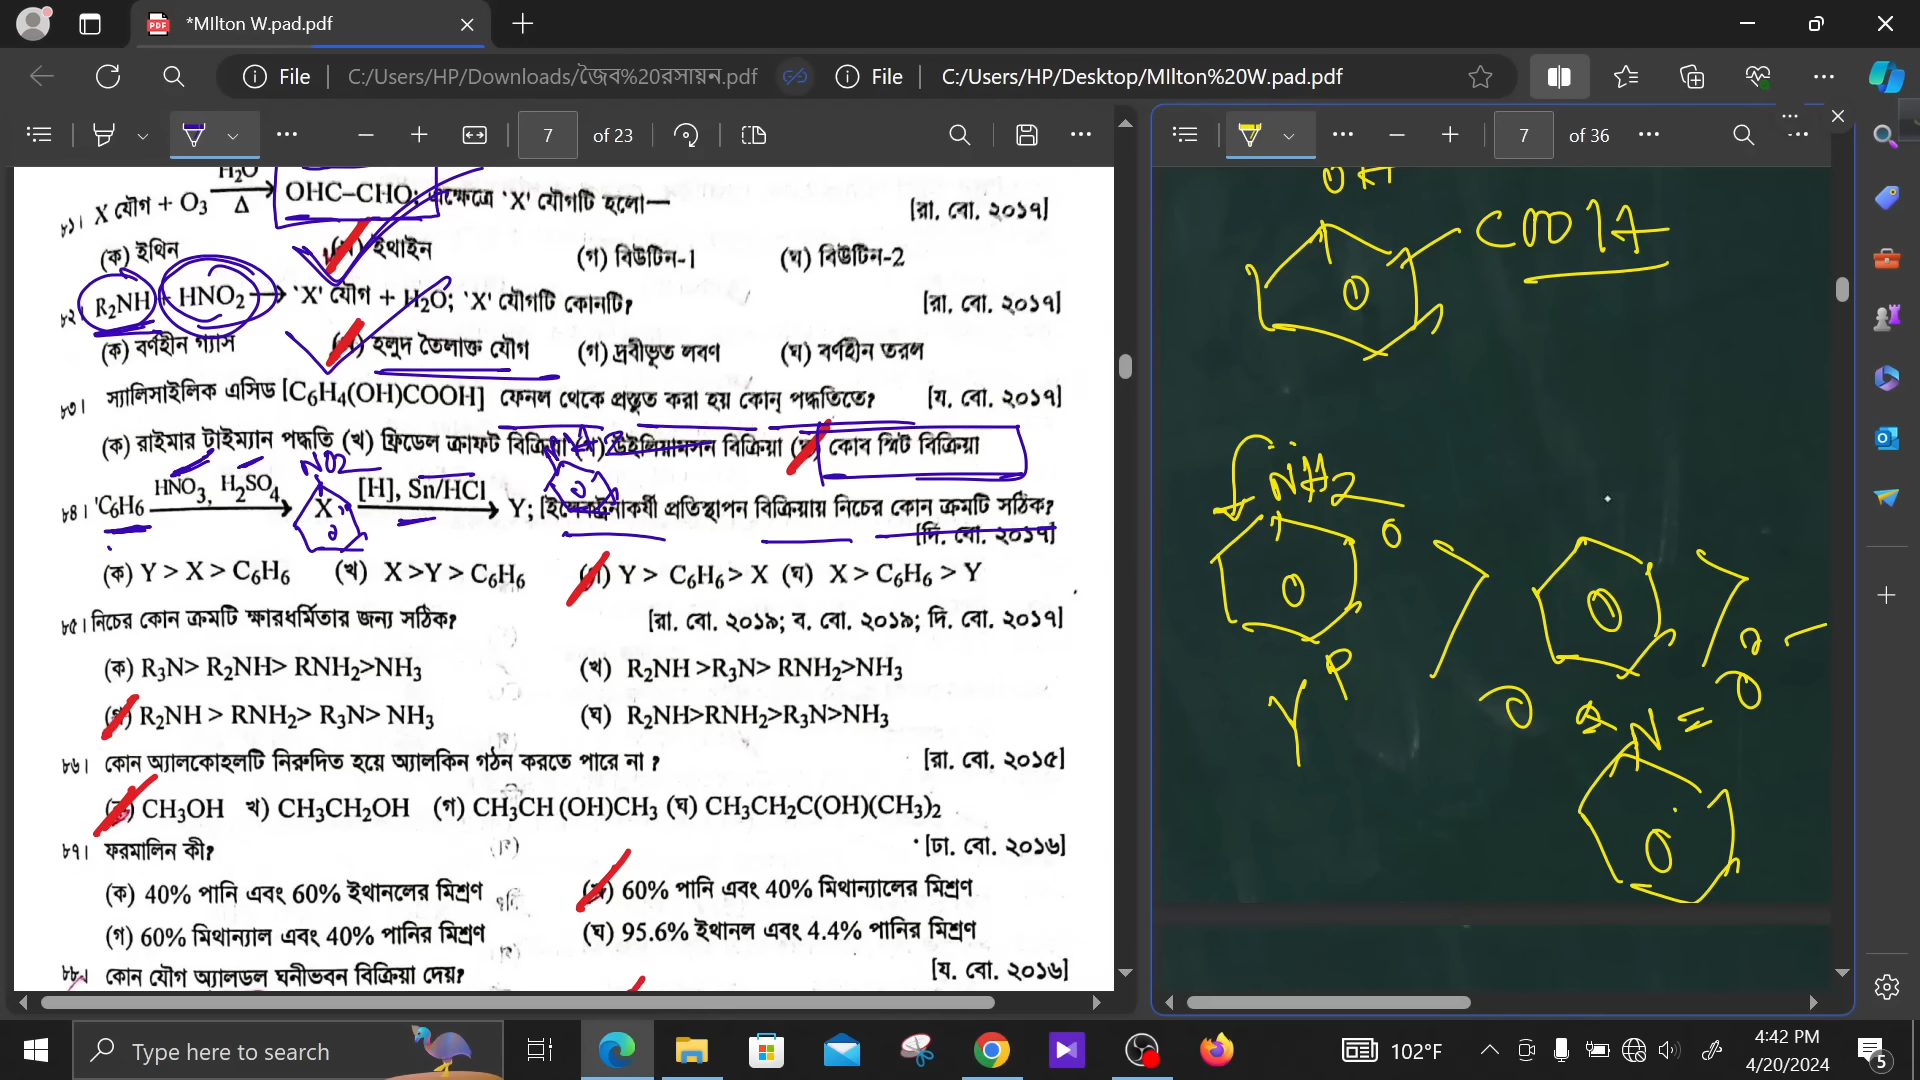 *MIlton W.pad.pdf
File C:/Users/HP/Downloads/জৈব%20রসায়ন.pdf File C:/Users/HP/Desktop/MIlton%20W.pad.pdf
7 of 23
7 of 36
৮১। X যৌগ + O3 H2O Δ → OHC–CHO; এক্ষেত্রে 'X' যৌগটি হলো— [রা. বো. ২০১৭]
(ক) ইথিন ইথাইন (গ) বিউটিন-1 (ঘ) বিউটিন-2
৮২। R2NH + HNO2 → 'X' যৌগ + H2O; 'X' যৌগটি কোনটি? [রা. বো. ২০১৭]
(ক) বর্ণহীন গ্যাস হলুদ তৈলাক্ত যৌগ (গ) দ্রবীভূত লবণ (ঘ) বর্ণহীন তরল
৮৩। স্যালিসাইলিক এসিড [C6H4(OH)COOH] ফেনল থেকে প্রস্তুত করা হয় কোন্ পদ্ধতিতে? [য. বো. ২০১৭]
(ক) রাইমার টাইম্যান পদ্ধতি (খ) ফ্রিডেল ক্রাফট বিক্রিয়া উইলিয়ামসন বিক্রিয়া কোব স্মিট বিক্রিয়া
NO2
৮৪। 'C6H6 HNO3, H2SO4 → X [H], Sn/HCl → Y; [ইলেকট্রনাকর্ষী প্রতিস্থাপন বিক্রিয়ায় নিচের কোন ক্রমটি সঠিক?
[দি. বো. ২০১৭]
(ক) Y > X > C6H6 (খ) X >Y > C6H6 (গ) Y > C6H6 > X (ঘ) X > C6H6 > Y
৮৫। নিচের কোন ক্রমটি ক্ষারধর্মিতার জন্য সঠিক? [রা. বো. ২০১৯; ব. বো. ২০১৯; দি. বো. ২০১৭]
(ক) R3N> R2NH> RNH2>NH3 (খ) R2NH >R3N> RNH2>NH3
(গ) R2NH > RNH2> R3N> NH3 (ঘ) R2NH>RNH2>R3N>NH3
৮৬। কোন অ্যালকোহলটি নিরুদিত হয়ে অ্যালকিন গঠন করতে পারে না ? [রা. বো. ২০১৫]
CH3OH খ) CH3CH2OH (গ) CH3CH (OH)CH3 (ঘ) CH3CH2C(OH)(CH3)2
৮৭। ফরমালিন কী? [ঢা. বো. ২০১৬]
(ক) 40% পানি এবং 60% ইথানলের মিশ্রণ 60% পানি এবং 40% মিথান্যালের মিশ্রণ
(গ) 60% মিথান্যাল এবং 40% পানির মিশ্রণ (ঘ) 95.6% ইথানল এবং 4.4% পানির মিশ্রণ
৮৮। কোন যৌগ অ্যালডল ঘনীভবন বিক্রিয়া দেয়? [য. বো. ২০১৬]
COOH
NH2
Y
N = O
Type here to search
102°F
4:42 PM
4/20/2024
5